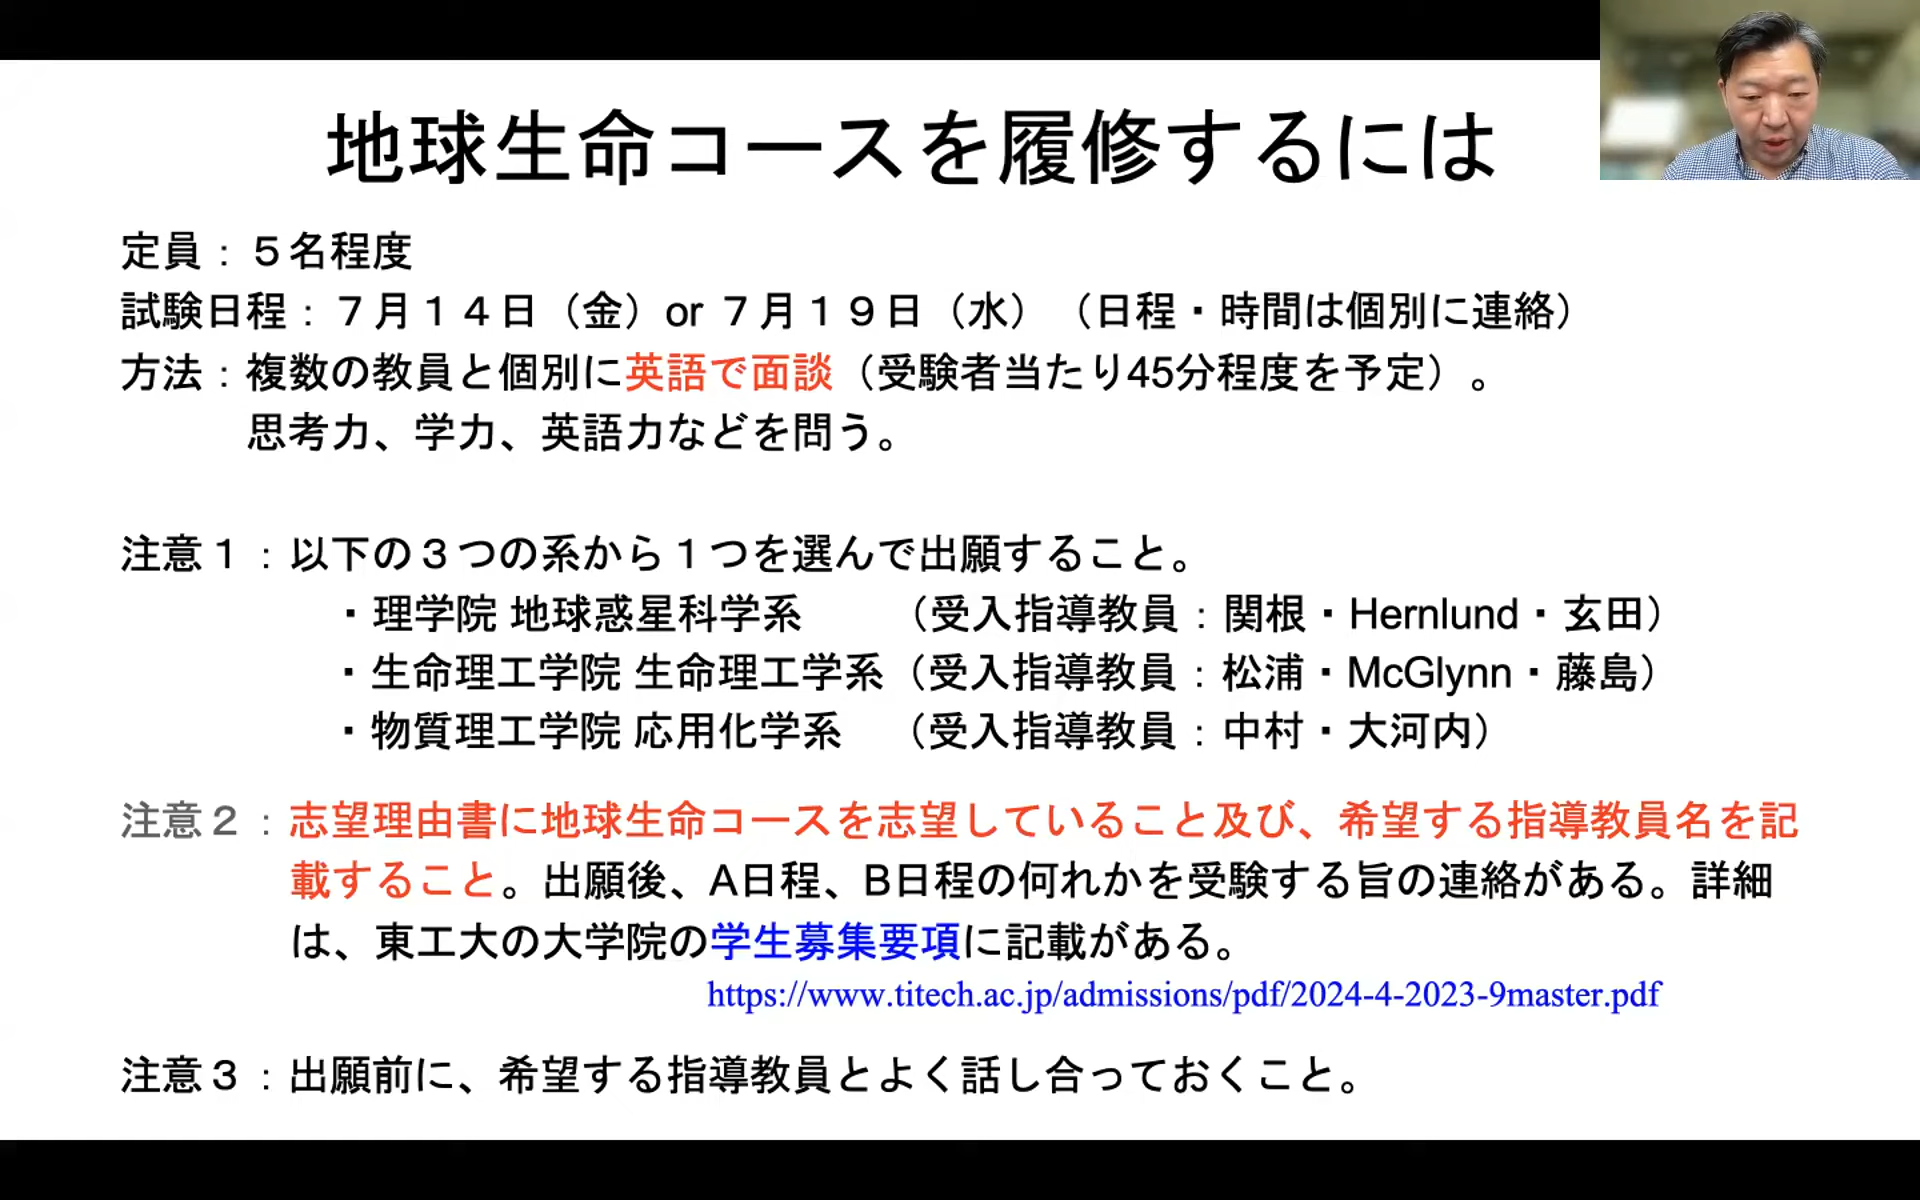 地球生命コースを履修するには
定員：５名程度
試験日程：７月１４日（金）or ７月１９日（水）（日程・時間は個別に連絡）
方法：複数の教員と個別に英語で面談（受験者当たり45分程度を予定）。
思考力、学力、英語力などを問う。
注意１：以下の３つの系から１つを選んで出願すること。
・理学院 地球惑星科学系 （受入指導教員：関根・Hernlund・玄田）
・生命理工学院 生命理工学系（受入指導教員：松浦・McGlynn・藤島）
・物質理工学院 応用化学系 （受入指導教員：中村・大河内）
注意２：志望理由書に地球生命コースを志望していること及び、希望する指導教員名を記
載すること。出願後、A日程、B日程の何れかを受験する旨の連絡がある。詳細
は、東工大の大学院の学生募集要項に記載がある。
https://www.titech.ac.jp/admissions/pdf/2024-4-2023-9master.pdf
注意３：出願前に、希望する指導教員とよく話し合っておくこと。